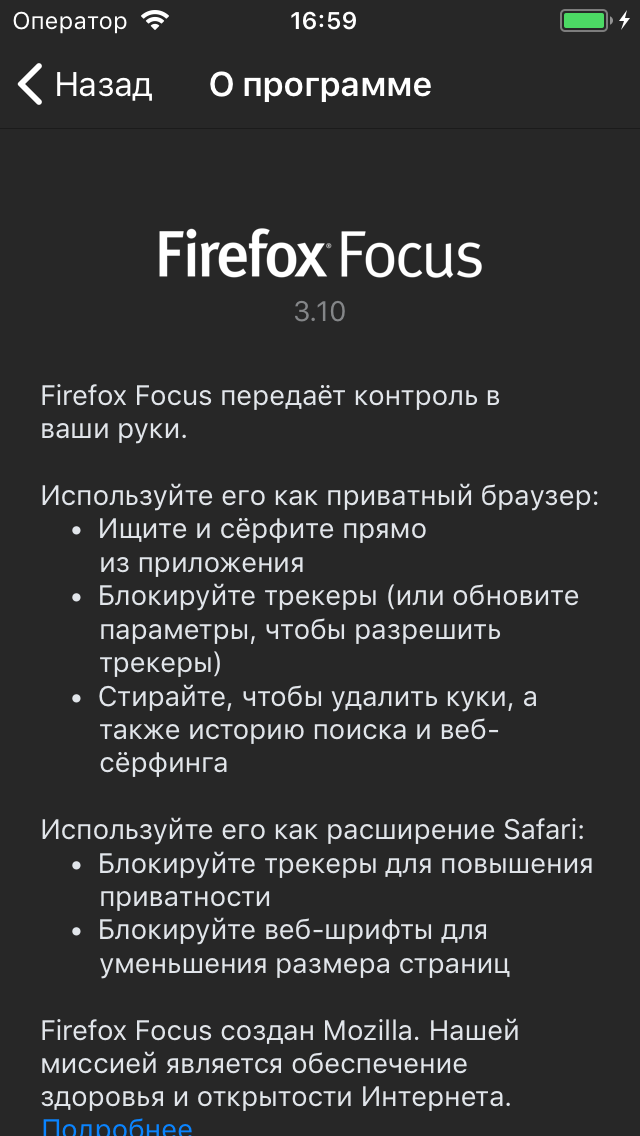 Оператор 16:59
Назад О программе
Firefox® Focus
3.10
Firefox Focus передаёт контроль в
ваши руки.
Используйте его как приватный браузер:
• Ищите и сёрфите прямо
из приложения
• Блокируйте трекеры (или обновите
параметры, чтобы разрешить
трекеры)
• Стирайте, чтобы удалить куки, а
также историю поиска и веб-
сёрфинга
Используйте его как расширение Safari:
• Блокируйте трекеры для повышения
приватности
• Блокируйте веб-шрифты для
уменьшения размера страниц
Firefox Focus создан Mozilla. Нашей
миссией является обеспечение
здоровья и открытости Интернета.
Подробнее